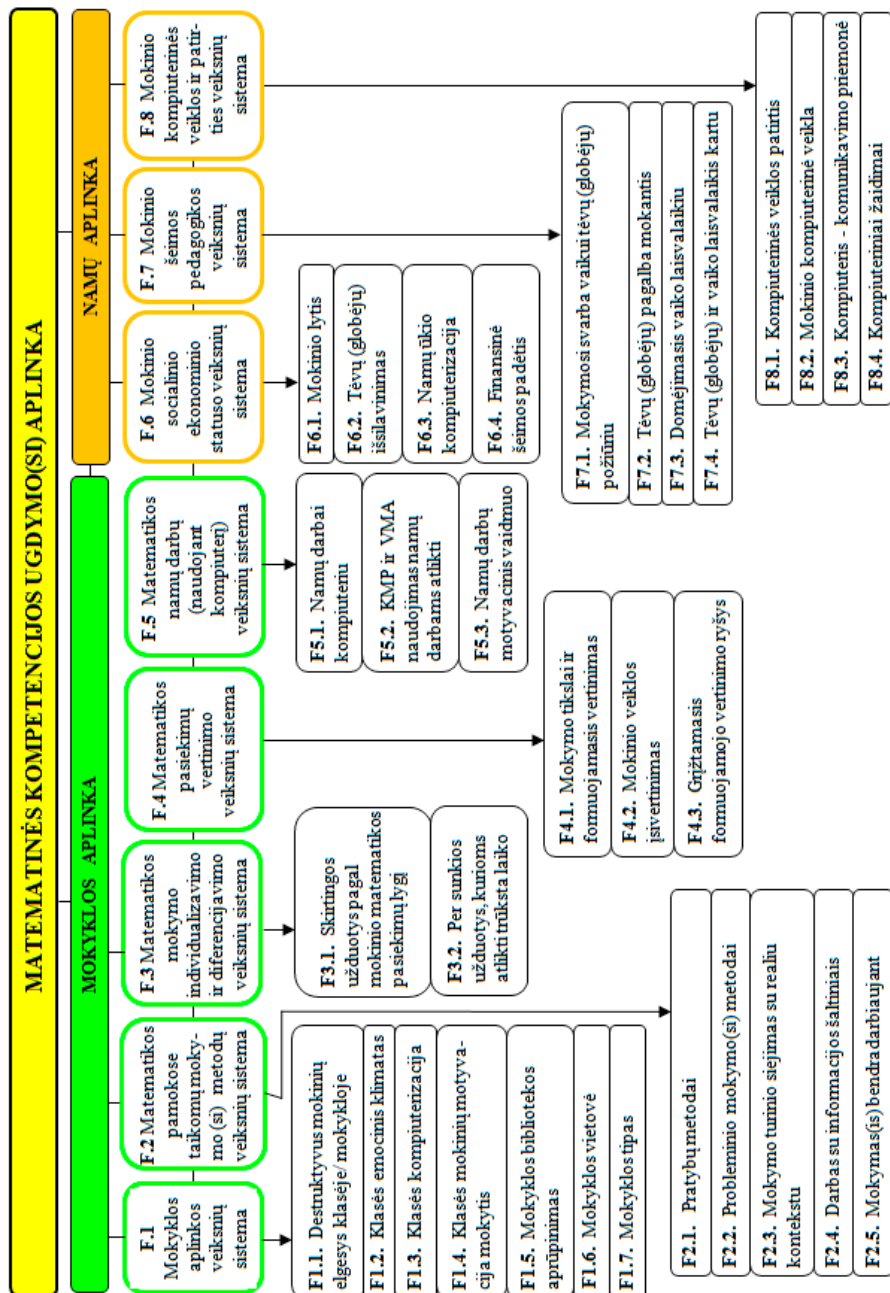 MATEMATINĖS KOMPETENCIJOS UGDYMO(SI) APLINKA
MOKYKLOS APLINKA
NAMŲ APLINKA
F.1
Mokyklos
aplinkos
veiksnių
sistema
F.2 Matematikos
pamokose
taikomų moky-
mo (si) metodų
veiksnių sistema
F.3 Matematikos
mokymo
individualizavimo
ir diferencijavimo
veiksnių sistema
F.4 Matematikos
pasiekimų
vertinimo
veiksnių sistema
F.5 Matematikos
namų darbų
(naudojant
kompiuterį)
veiksnių sistema
F.6 Mokinio
socialinio
ekonominio
statuso veiksnių
sistema
F.7 Mokinio
šeimos
pedagogikos
veiksnių
sistema
F.8 Mokinio
kompiuterinės
veiklos ir patir-
ties veiksnių
sistema
F1.1. Destruktyvus mokinių
elgesys klasėje/ mokykloje
F1.2. Klasės emocinis klimatas
F1.3. Klasės kompiuterizacija
F1.4. Klasės mokinių motyva-
cija mokytis
F1.5. Mokyklos bibliotekos
aprūpinimas
F1.6. Mokyklos vietovė
F1.7. Mokyklos tipas
F2.1. Pratybų metodai
F2.2. Probleminio mokymo(si) metodai
F2.3. Mokymo turinio siejimas su realiu
kontekstu
F2.4. Darbas su informacijos šaltiniais
F2.5. Mokymas(is) bendradarbiaujant
F3.1. Skirtingos
užduotys pagal
mokinio matematikos
pasiekimų lygį
F3.2. Per sunkios
užduotys, kurioms
atlikti trūksta laiko
F4.1. Mokymo tikslai ir
formuojamasis vertinimas
F4.2. Mokinio veiklos
įsivertinimas
F4.3. Grįžtamasis
formuojamojo vertinimo ryšys
F5.1. Namų darbai
kompiuteriu
F5.2. KMP ir VMA
naudojimas namų
darbams atlikti
F5.3. Namų darbų
motyvacinis vaidmuo
F6.1. Mokinio lytis
F6.2. Tėvų (globėjų)
išsilavinimas
F6.3. Namų ūkio
kompiuterizacija
F6.4. Finansinė
šeimos padėtis
F7.1. Mokymosi svarba vaikui tėvų (globėjų)
požiūriu
F7.2. Tėvų (globėjų) pagalba mokantis
F7.3. Domėjimasis vaiko laisvalaikiu
F7.4. Tėvų (globėjų) ir vaiko laisvalaikis kartu
F8.1. Kompiuterinės veiklos patirtis
F8.2. Mokinio kompiuterinė veikla
F8.3. Kompiuteris - komunikavimo priemonė
F8.4. Kompiuteriniai žaidimai